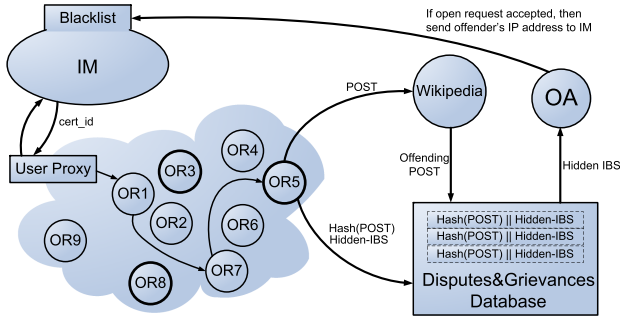 Blacklist
If open request accepted, then
send offender's IP address to IM
IM
POST
Wikipedia
OA
cert_id
User Proxy
OR3
OR4
OR5
OR1
OR2
OR6
OR9
OR7
OR8
Offending
POST
Hidden IBS
Hash(POST)
Hidden-IBS
Hash(POST) || Hidden-IBS
Hash(POST) || Hidden-IBS
Hash(POST) || Hidden-IBS
Disputes&Grievances
Database